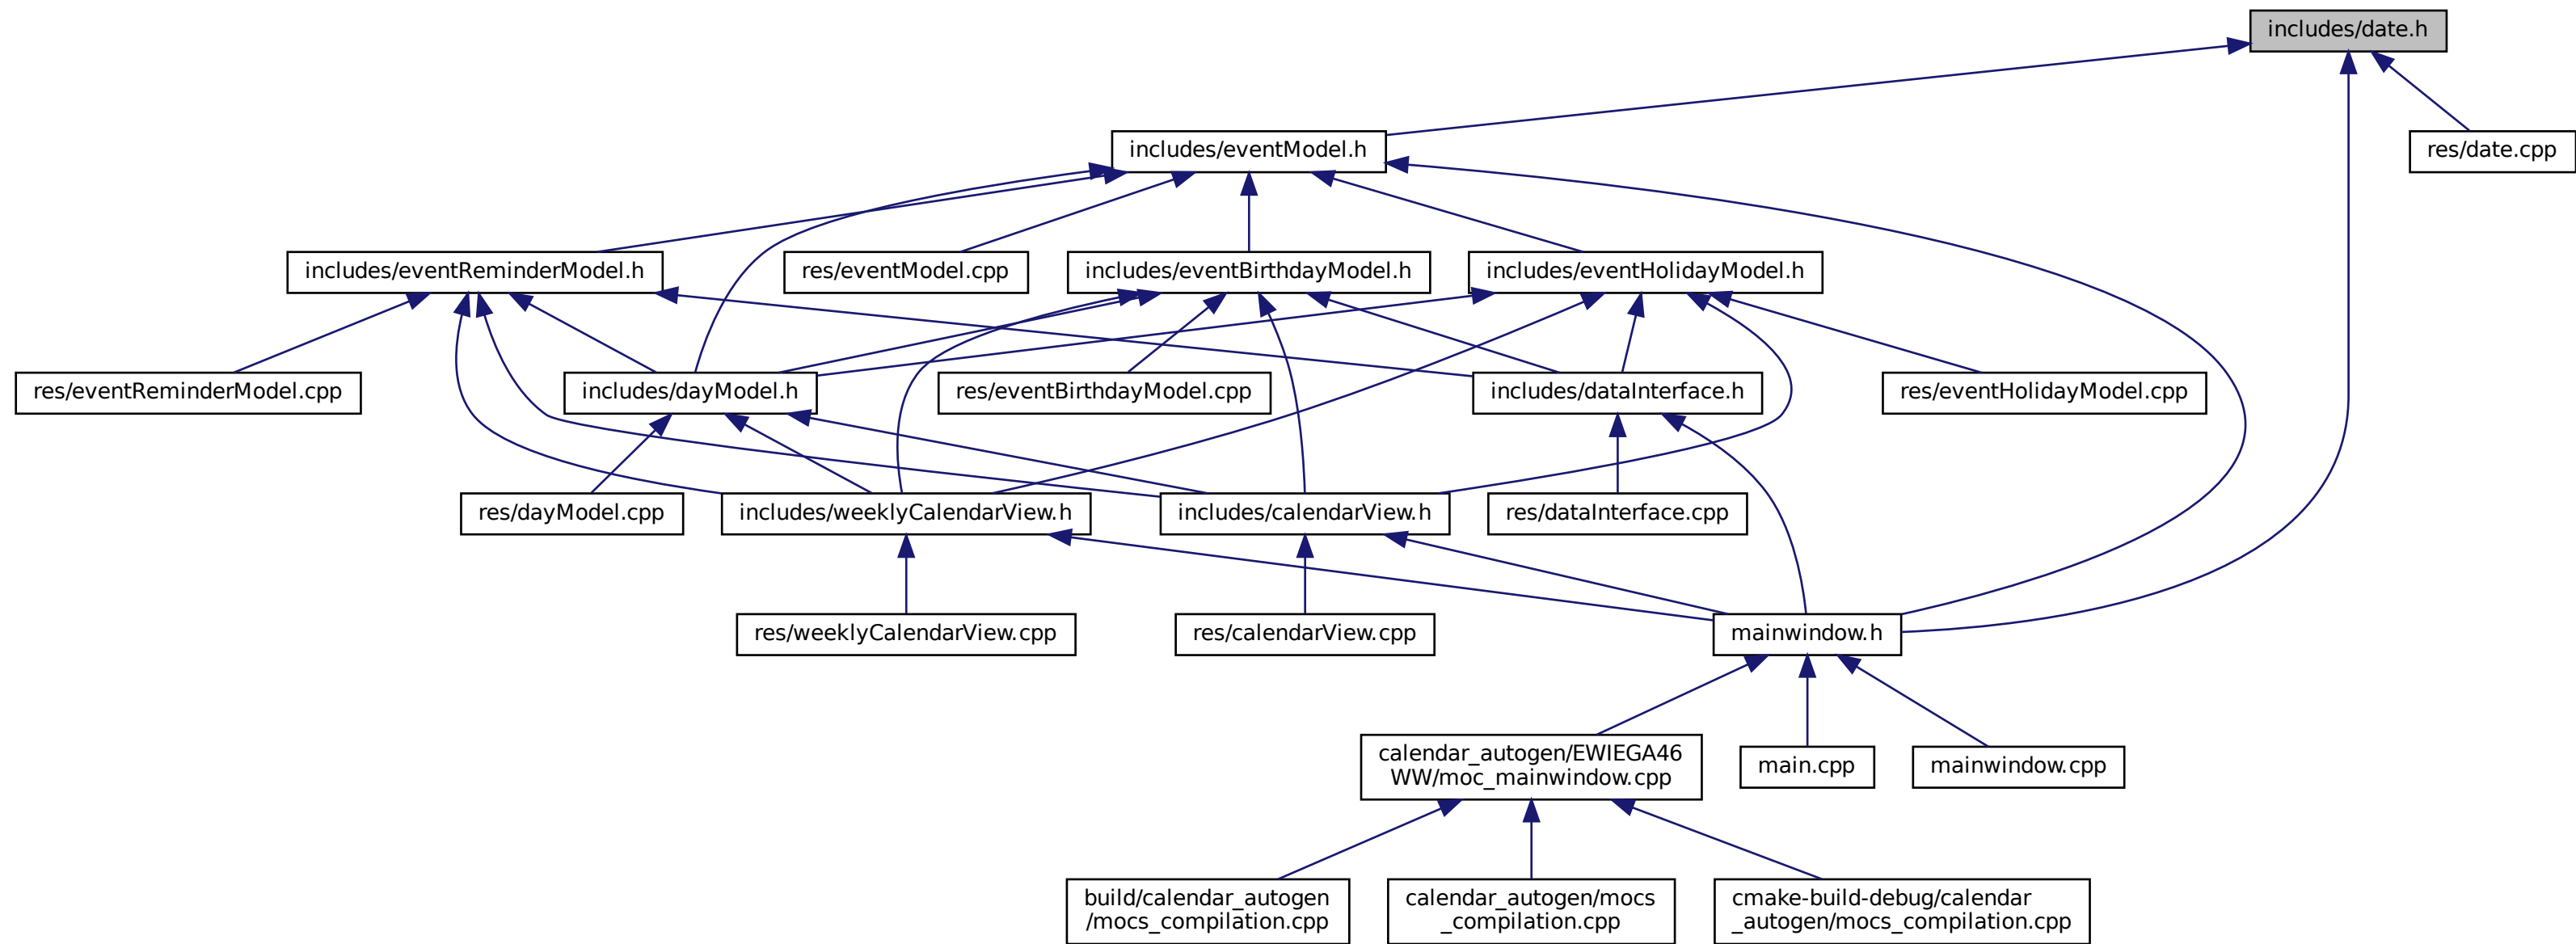 includes/date.h
includes/eventModel.h
res/date.cpp
includes/eventReminderModel.h
res/eventModel.cpp
includes/eventBirthdayModel.h
includes/eventHolidayModel.h
res/eventReminderModel.cpp
includes/dayModel.h
res/eventBirthdayModel.cpp
includes/dataInterface.h
res/eventHolidayModel.cpp
res/dayModel.cpp
includes/weeklyCalendarView.h
includes/calendarView.h
res/dataInterface.cpp
res/weeklyCalendarView.cpp
res/calendarView.cpp
mainwindow.h
calendar_autogen/EWIEGA46
WW/moc_mainwindow.cpp
main.cpp
mainwindow.cpp
build/calendar_autogen
/mocs_compilation.cpp
calendar_autogen/mocs
_compilation.cpp
cmake-build-debug/calendar
_autogen/mocs_compilation.cpp